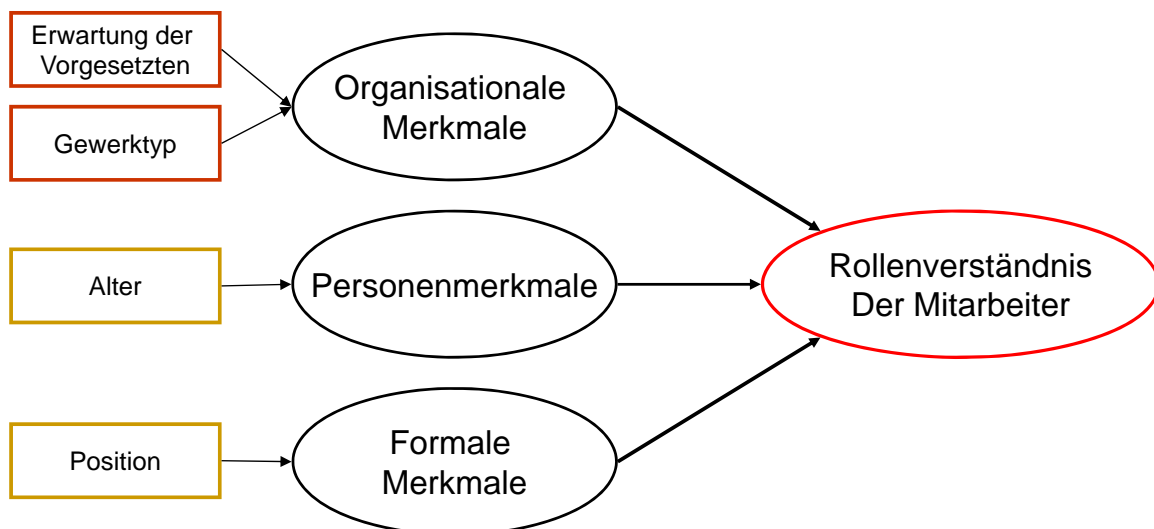 Erwartung der
Vorgesetzten
Gewerktyp
Organisationale
Merkmale
Alter
Personenmerkmale
Rollenverständnis
Der Mitarbeiter
Position
Formale
Merkmale